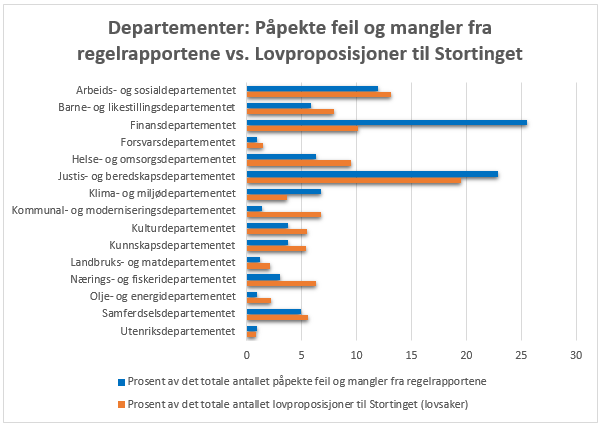 Departementer: Påpekte feil og mangler fra
regelrapportene vs. Lovproposisjoner til Stortinget
Arbeids- og sosialdepartementet
Barne- og likestillingsdepartementet
Finansdepartementet
Forsvarsdepartementet
Helse- og omsorgsdepartementet
Justis- og beredskapsdepartementet
Klima- og miljødepartementet
Kommunal- og moderniseringsdepartementet
Kulturdepartementet
Kunnskapsdepartementet
Landbruks- og matdepartementet
Nærings- og fiskeridepartementet
Olje- og energidepartementet
Samferdselsdepartementet
Utenriksdepartementet
0 5 10 15 20 25 30
Prosent av det totale antallet påpekte feil og mangler fra regelrapportene
Prosent av det totale antallet lovproposisjoner til Stortinget (lovsaker)